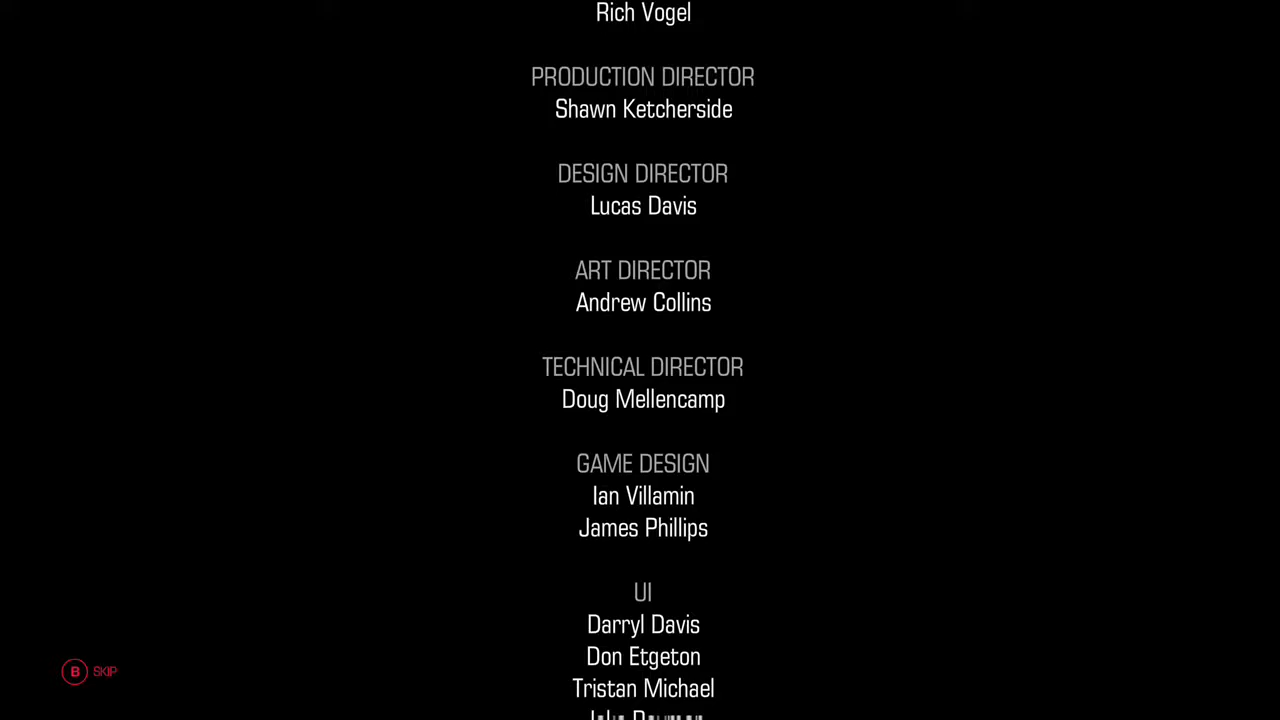 Rich Vogel
PRODUCTION DIRECTOR
Shawn Ketcherside
DESIGN DIRECTOR
Lucas Davis
ART DIRECTOR
Andrew Collins
TECHNICAL DIRECTOR
Doug Mellencamp
GAME DESIGN
Ian Villamin
James Phillips
UI
Darryl Davis
Don Etgeton
Tristan Michael
B SKIP